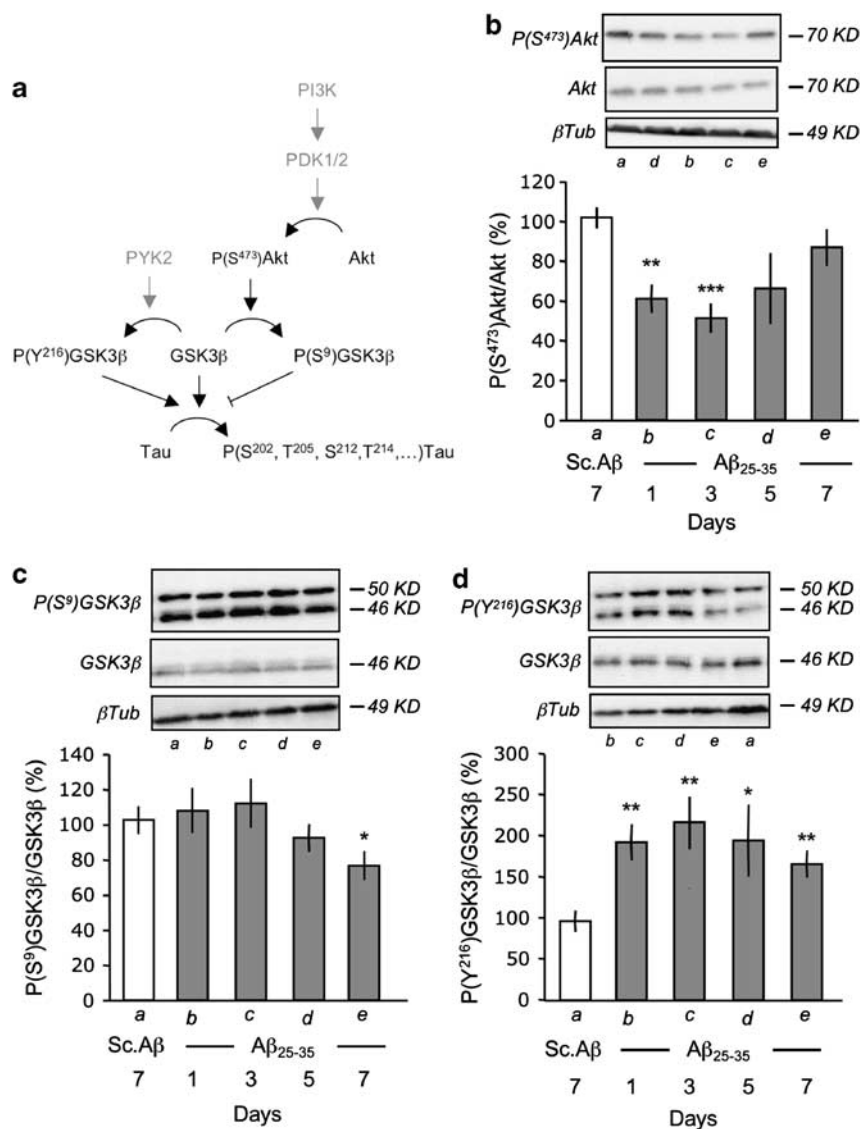 a
PI3K
PDK1/2
PYK2
P(S⁴⁷³)Akt
Akt
P(Y²¹⁶)GSK3β
GSK3β
P(S⁹)GSK3β
Tau
P(S²⁰², T²⁰⁵, S²¹²,T²¹⁴,...)Tau
b
P(S⁴⁷³)Akt
70 KD
Akt
70 KD
βTub
49 KD
a d b c e
P(S⁴⁷³)Akt/Akt (%)
120
100
80
60
40
20
0
** ***
a b c d e
Sc.Aβ Aβ₂₅₋₃₅
7 1 3 5 7
Days
c
P(S⁹)GSK3β
50 KD
46 KD
GSK3β
46 KD
βTub
49 KD
a b c d e
P(S⁹)GSK3β/GSK3β (%)
140
120
100
80
60
40
20
0
*
a b c d e
Sc.Aβ Aβ₂₅₋₃₅
7 1 3 5 7
Days
d
P(Y²¹⁶)GSK3β
50 KD
46 KD
GSK3β
46 KD
βTub
49 KD
b c d e a
P(Y²¹⁶)GSK3β/GSK3β (%)
300
250
200
150
100
50
0
** ** * **
a b c d e
Sc.Aβ Aβ₂₅₋₃₅
7 1 3 5 7
Days